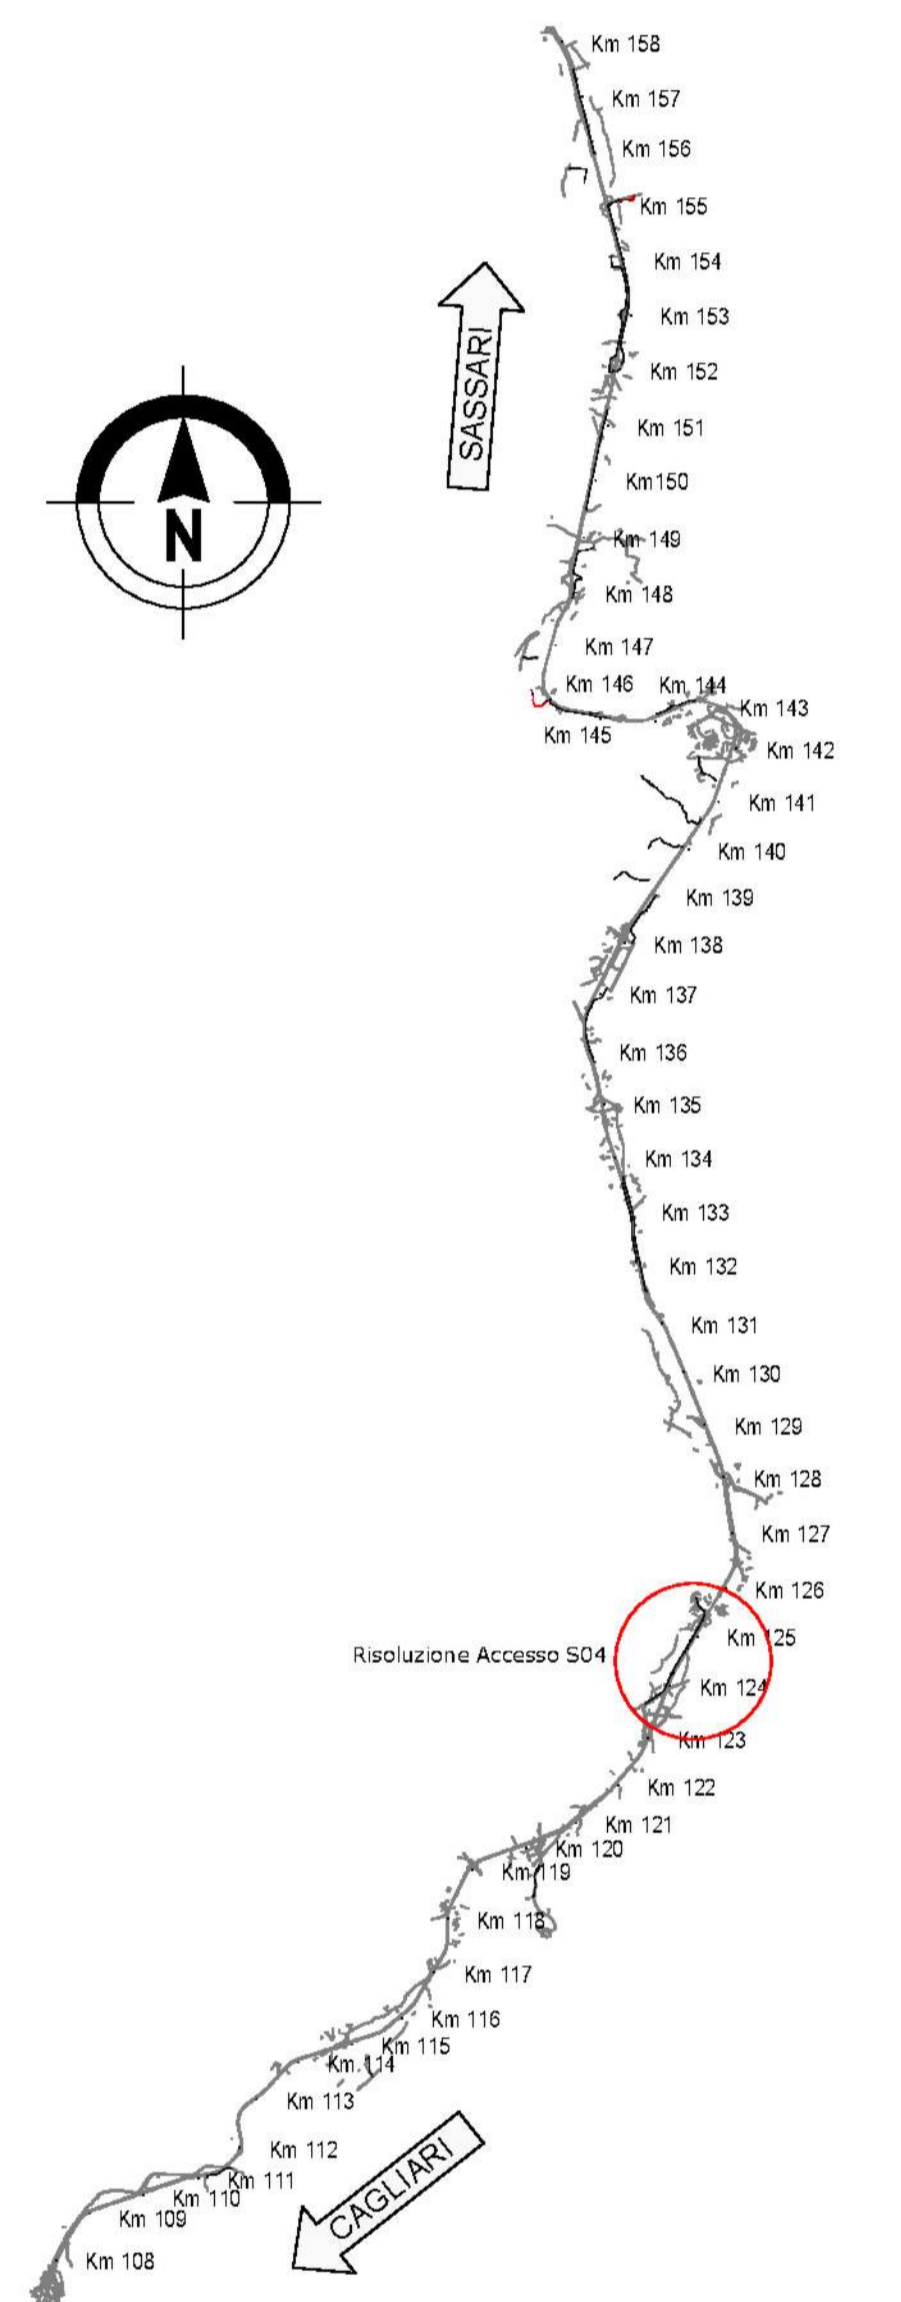 Km 158
Km 157
Km 156
Km 155
Km 154
Km 153
SASSARI
Km 152
Km 151
Km150
N
Km 149
Km 148
Km 147
Km 146
Km 144
Km 143
Km 145
Km 142
Km 141
Km 140
Km 139
Km 138
Km 137
Km 136
Km 135
Km 134
Km 133
Km 132
Km 131
Km 130
Km 129
Km 128
Km 127
Km 126
Km 125
Risoluzione Accesso S04
Km 124
Km 123
Km 122
Km 121
Km 120
Km 119
Km 118
Km 117
Km 116
Km 115
Km 114
Km 113
Km 112
CAGLIARI
Km 111
Km 110
Km 109
Km 108